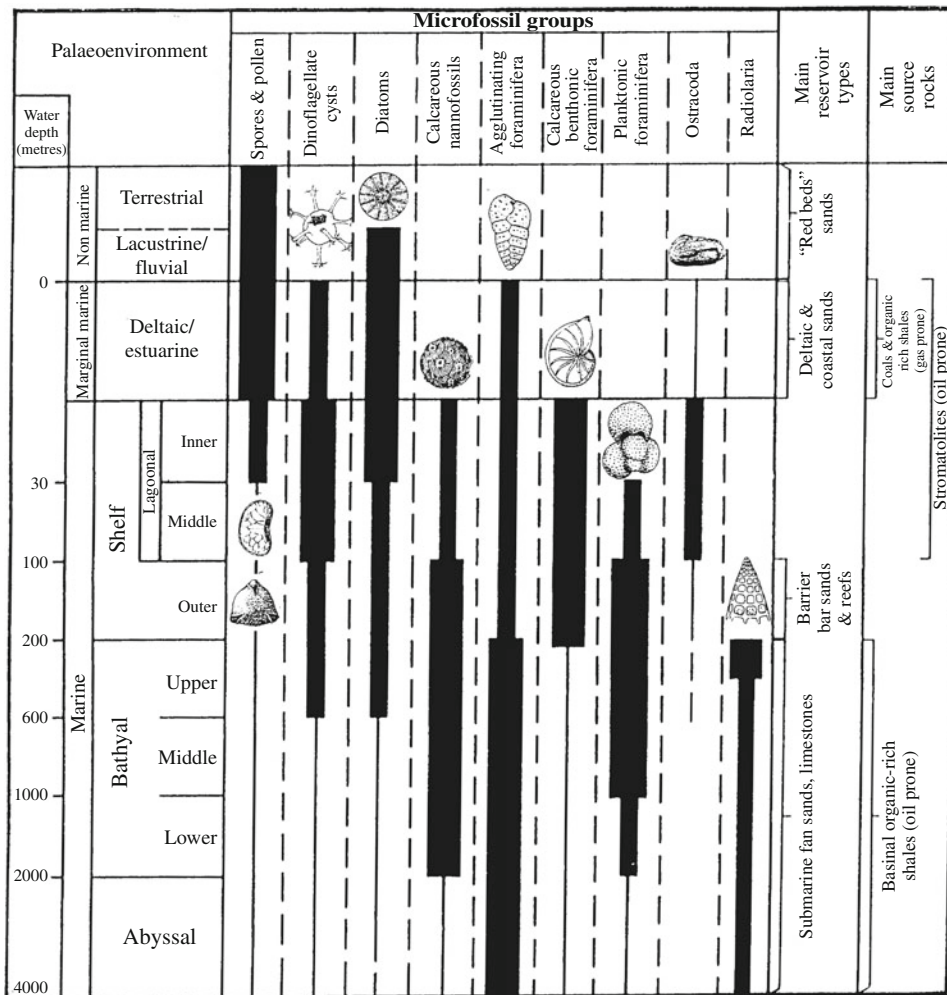 Microfossil groups
Palaeoenvironment
Water
depth
(metres)
Spores & pollen
Dinoflagellate
cysts
Diatoms
Calcareous
nannofossils
Agglutinating
foraminifera
Calcareous
benthonic
foraminifera
Planktonic
foraminifera
Ostracoda
Radiolaria
Main
reservoir
types
Main
source
rocks
Non marine
Terrestrial
Lacustrine/
fluvial
"Red beds"
sands
0
Marginal marine
Deltaic/
estuarine
Deltaic &
coastal sands
Coals & organic
rich shales
(gas prone)
Stromatolites (oil prone)
Marine
Shelf
Lagoonal
Inner
30
Middle
100
Outer
Barrier
bar sands
& reefs
200
Bathyal
Upper
600
Middle
1000
Lower
2000
Abyssal
4000
Submarine fan sands, limestones
Basinal organic-rich
shales (oil prone)